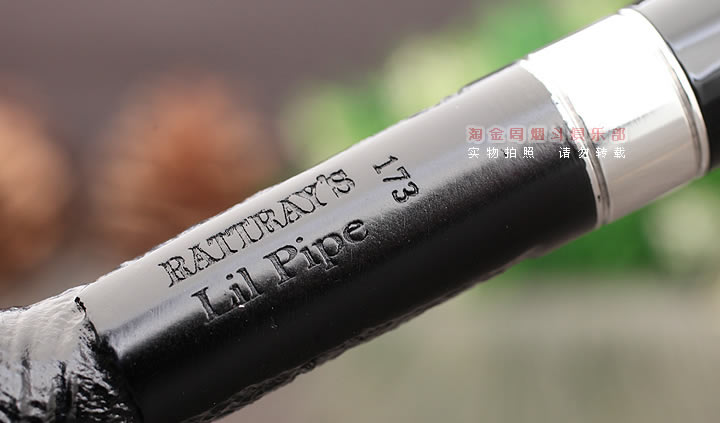 RATTRAY'S
Lil Pipe
173
淘金园烟斗俱乐部
实物拍照 请勿转载